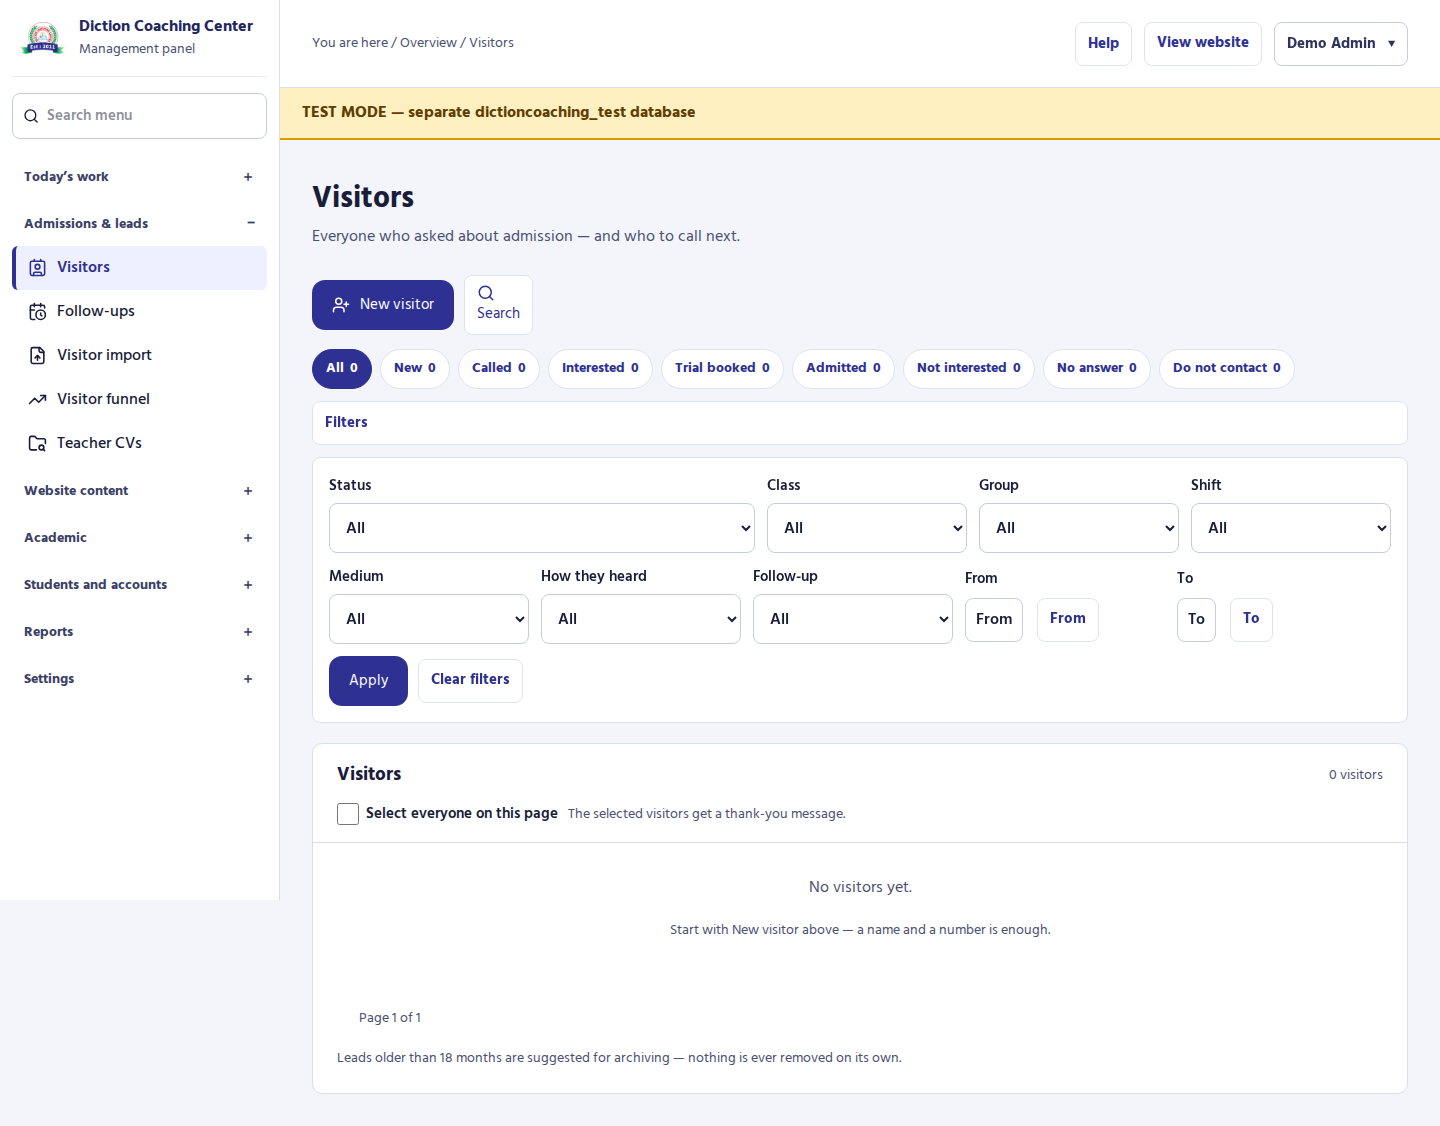 Diction Coaching Center
Management panel
Est : 2011
Search menu
Today’s work +
Admissions & leads −
Visitors
Follow-ups
Visitor import
Visitor funnel
Teacher CVs
Website content +
Academic +
Students and accounts +
Reports +
Settings +
You are here / Overview / Visitors
Help
View website
Demo Admin ▾
TEST MODE — separate dictioncoaching_test database
Visitors
Everyone who asked about admission — and who to call next.
New visitor
Search
All 0
New 0
Called 0
Interested 0
Trial booked 0
Admitted 0
Not interested 0
No answer 0
Do not contact 0
Filters
Status
All
Class
All
Group
All
Shift
All
Medium
All
How they heard
All
Follow-up
All
From
From
From
To
To
To
Apply
Clear filters
Visitors
0 visitors
Select everyone on this page
The selected visitors get a thank-you message.
No visitors yet.
Start with New visitor above — a name and a number is enough.
Page 1 of 1
Leads older than 18 months are suggested for archiving — nothing is ever removed on its own.